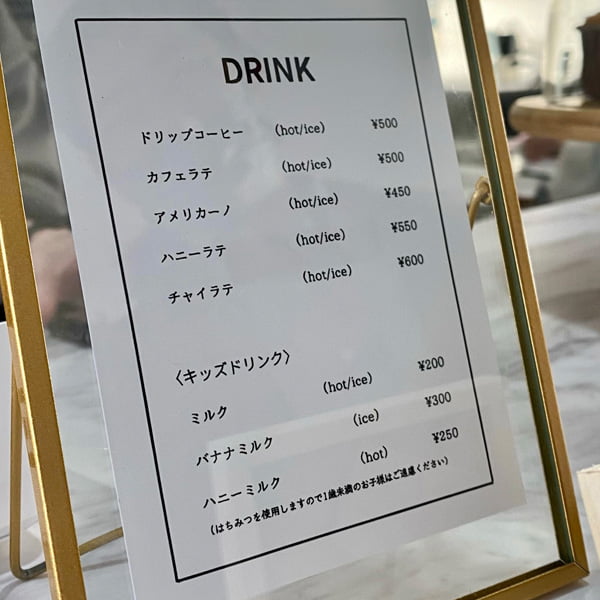 DRINK
ドリップコーヒー (hot/ice) ¥500
カフェラテ (hot/ice) ¥500
アメリカーノ (hot/ice) ¥450
ハニーラテ (hot/ice) ¥550
チャイラテ (hot/ice) ¥600
〈キッズドリンク〉
ミルク (hot/ice) ¥200
バナナミルク (ice) ¥300
ハニーミルク (hot) ¥250
(はちみつを使用しますので1歳未満のお子様はご遠慮ください)